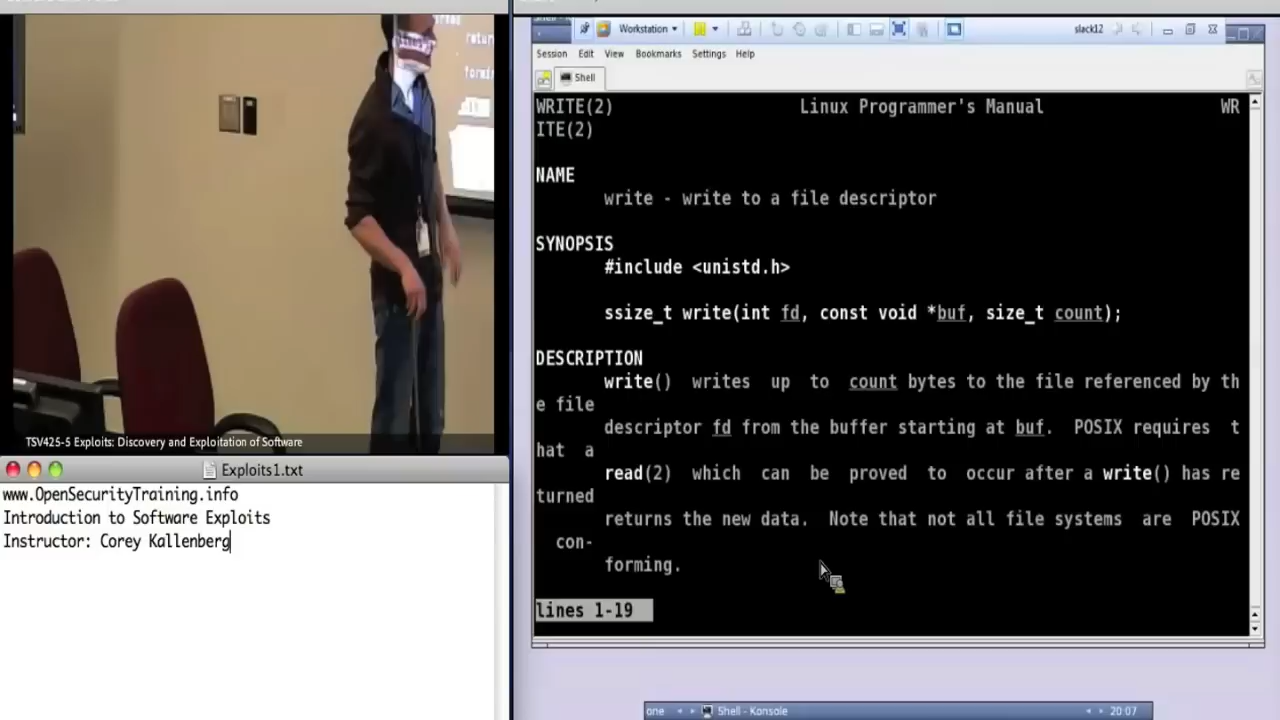 TSV425-5 Exploits: Discovery and Exploitation of Software
Exploits1.txt
www.OpenSecurityTraining.info
Introduction to Software Exploits
Instructor: Corey Kallenberg
Workstation
slack12
Session Edit View Bookmarks Settings Help
Shell
WRITE(2) Linux Programmer's Manual WR
ITE(2)
NAME
write - write to a file descriptor
SYNOPSIS
#include <unistd.h>
ssize_t write(int fd, const void *buf, size_t count);
DESCRIPTION
write() writes up to count bytes to the file referenced by th
e file
descriptor fd from the buffer starting at buf. POSIX requires t
hat a
read(2) which can be proved to occur after a write() has re
turned
returns the new data. Note that not all file systems are POSIX
con-
forming.
lines 1-19
ane Shell - Konsole 20:07